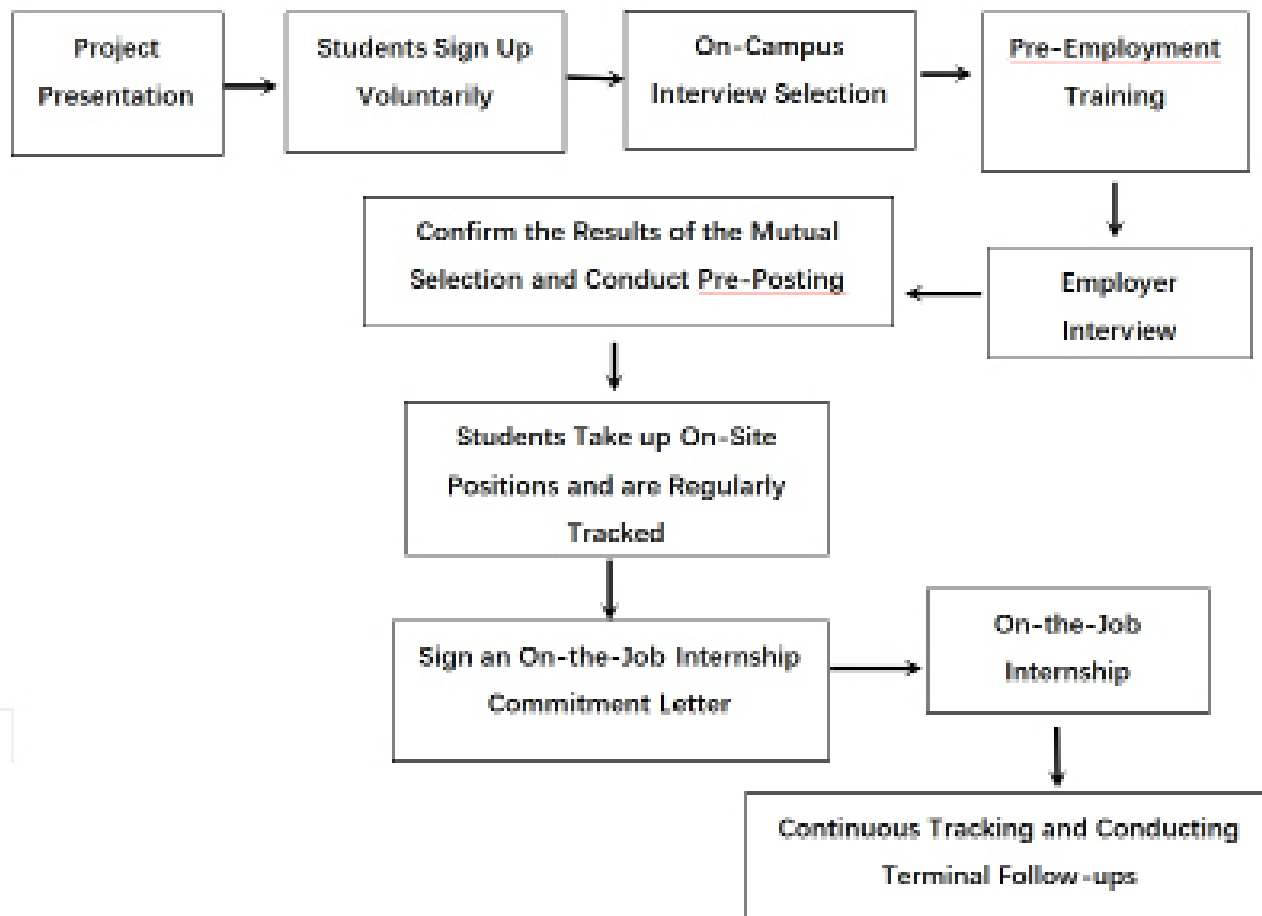 Project
Presentation
Students Sign Up
Voluntarily
On-Campus
Interview Selection
Pre-Employment
Training
Employer
Interview
Confirm the Results of the Mutual
Selection and Conduct Pre-Posting
Students Take up On-Site
Positions and are Regularly
Tracked
Sign an On-the-Job Internship
Commitment Letter
On-the-Job
Internship
Continuous Tracking and Conducting
Terminal Follow-ups